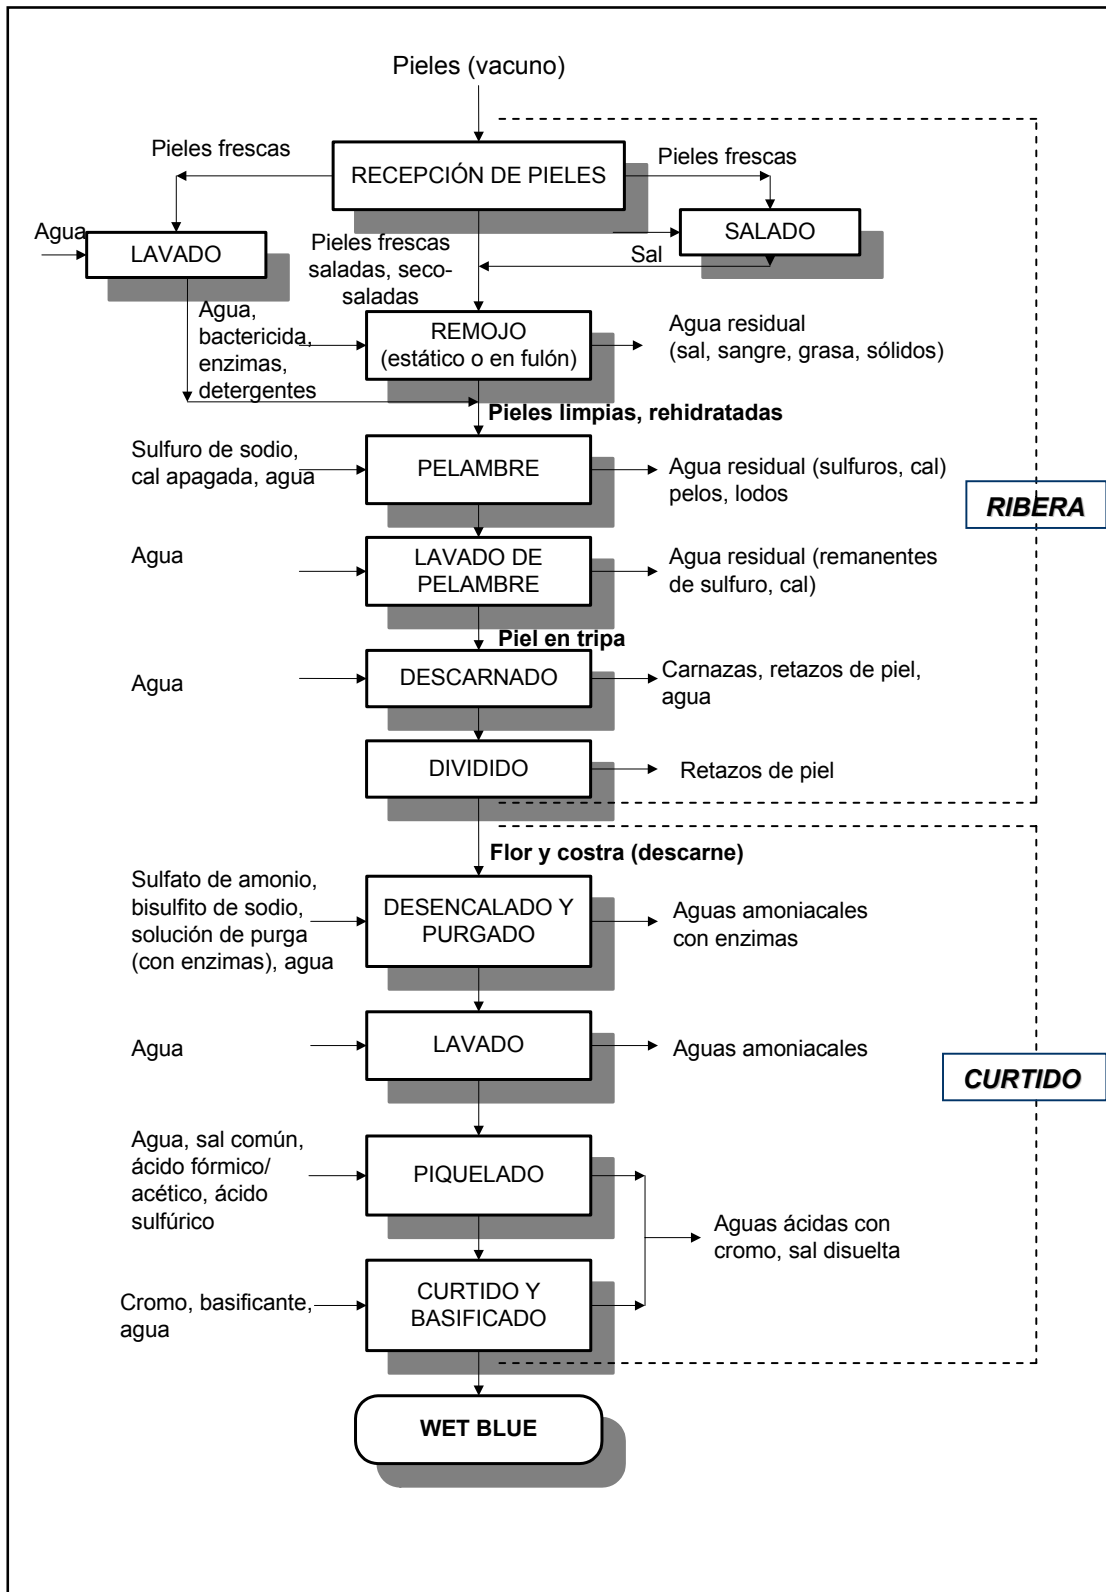 Pieles (vacuno)
Pieles frescas
RECEPCIÓN DE PIELES
Pieles frescas
Agua
LAVADO
Pieles frescas
saladas, seco-
saladas
Sal
SALADO
Agua,
bactericida,
enzimas,
detergentes
REMOJO
(estático o en fulón)
Agua residual
(sal, sangre, grasa, sólidos)
Pieles limpias, rehidratadas
Sulfuro de sodio,
cal apagada, agua
PELAMBRE
Agua residual (sulfuros, cal)
pelos, lodos
RIBERA
Agua
LAVADO DE
PELAMBRE
Agua residual (remanentes
de sulfuro, cal)
Piel en tripa
Agua
DESCARNADO
Carnazas, retazos de piel,
agua
DIVIDIDO
Retazos de piel
Flor y costra (descarne)
Sulfato de amonio,
bisulfito de sodio,
solución de purga
(con enzimas), agua
DESENCALADO Y
PURGADO
Aguas amoniacales
con enzimas
Agua
LAVADO
Aguas amoniacales
CURTIDO
Agua, sal común,
ácido fórmico/
acético, ácido
sulfúrico
PIQUELADO
Aguas ácidas con
cromo, sal disuelta
Cromo, basificante,
agua
CURTIDO Y
BASIFICADO
WET BLUE